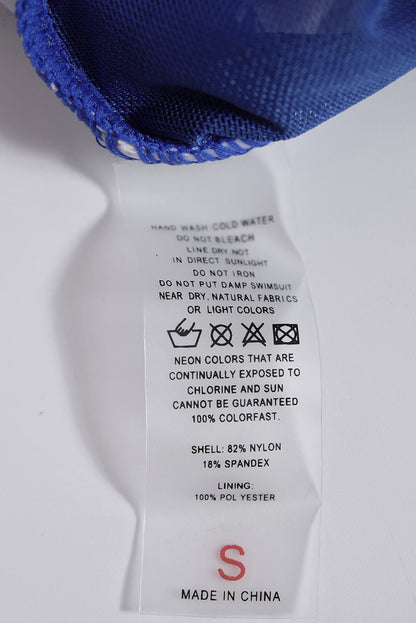 HAND WASH COLD WATER
DO NOT BLEACH
LINE DRY NOT
IN DIRECT SUNLIGHT
DO NOT IRON
DO NOT PUT DAMP SWIMSUIT
NEAR DRY, NATURAL FABRICS
OR LIGHT COLORS
NEON COLORS THAT ARE
CONTINUALLY EXPOSED TO
CHLORINE AND SUN
CANNOT BE GUARANTEED
100% COLORFAST.
SHELL: 82% NYLON
18% SPANDEX
LINING:
100% POLYESTER
S
MADE IN CHINA